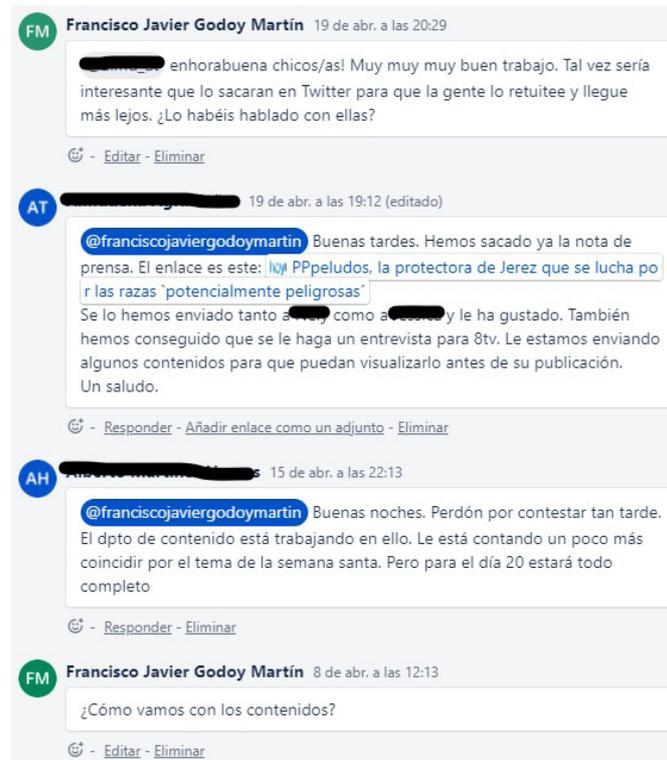 FM Francisco Javier Godoy Martín 19 de abr. a las 20:29
enhorabuena chicos/as! Muy muy muy buen trabajo. Tal vez sería
interesante que lo sacaran en Twitter para que la gente lo retuitee y llegue
más lejos. ¿Lo habéis hablado con ellas?
- Editar - Eliminar
AT 19 de abr. a las 19:12 (editado)
@franciscojaviergodoymartin Buenas tardes. Hemos sacado ya la nota de
prensa. El enlace es este: hoy PPpeludos, la protectora de Jerez que se lucha po
r las razas `potencialmente peligrosas´
Se lo hemos enviado tanto a como a y le ha gustado. También
hemos conseguido que se le haga un entrevista para 8tv. Le estamos enviando
algunos contenidos para que puedan visualizarlo antes de su publicación.
Un saludo.
- Responder - Añadir enlace como un adjunto - Eliminar
AH 15 de abr. a las 22:13
@franciscojaviergodoymartin Buenas noches. Perdón por contestar tan tarde.
El dpto de contenido está trabajando en ello. Le está contando un poco más
coincidir por el tema de la semana santa. Pero para el día 20 estará todo
completo
- Responder - Eliminar
FM Francisco Javier Godoy Martín 8 de abr. a las 12:13
¿Cómo vamos con los contenidos?
- Editar - Eliminar